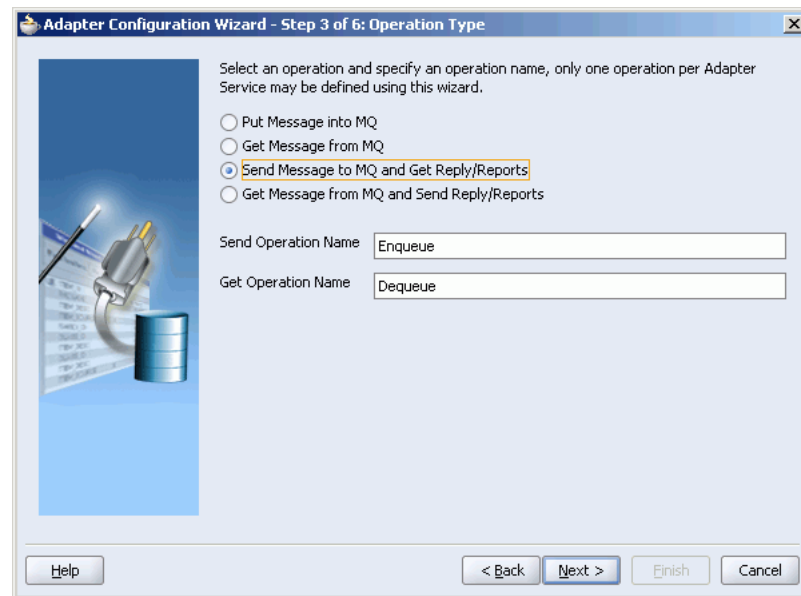 Adapter Configuration Wizard - Step 3 of 6: Operation Type
Select an operation and specify an operation name, only one operation per Adapter
Service may be defined using this wizard.
Put Message into MQ
Get Message from MQ
Send Message to MQ and Get Reply/Reports
Get Message from MQ and Send Reply/Reports
Send Operation Name Enqueue
Get Operation Name Dequeue
Help < Back Next > Finish Cancel